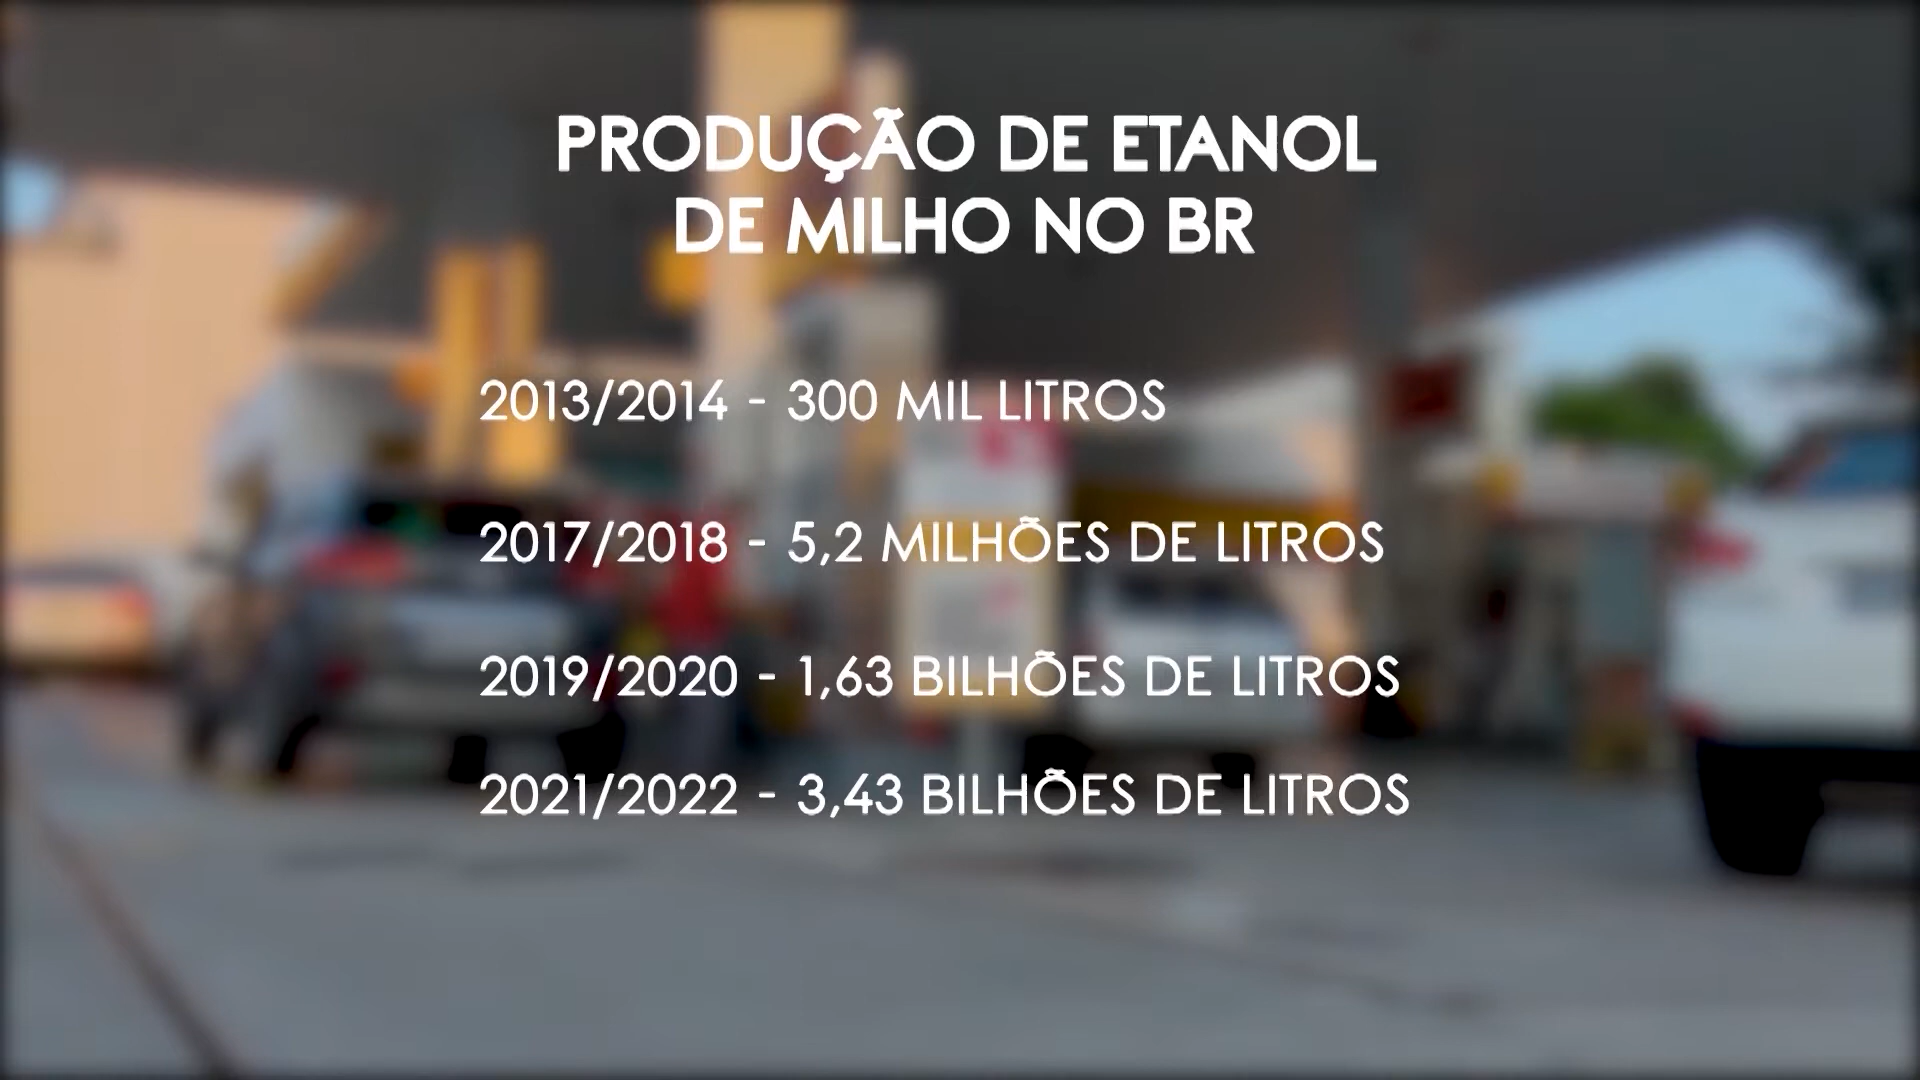 PRODUÇÃO DE ETANOL
DE MILHO NO BR
2013/2014 - 300 MIL LITROS
2017/2018 - 5,2 MILHÕES DE LITROS
2019/2020 - 1,63 BILHÕES DE LITROS
2021/2022 - 3,43 BILHÕES DE LITROS